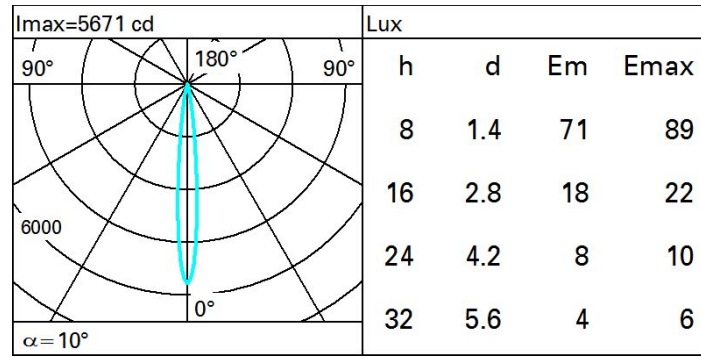 Imax=5671 cd
Lux
90° 180° 90°
6000
0°
α=10°
h d Em Emax
8 1.4 71 89
16 2.8 18 22
24 4.2 8 10
32 5.6 4 6